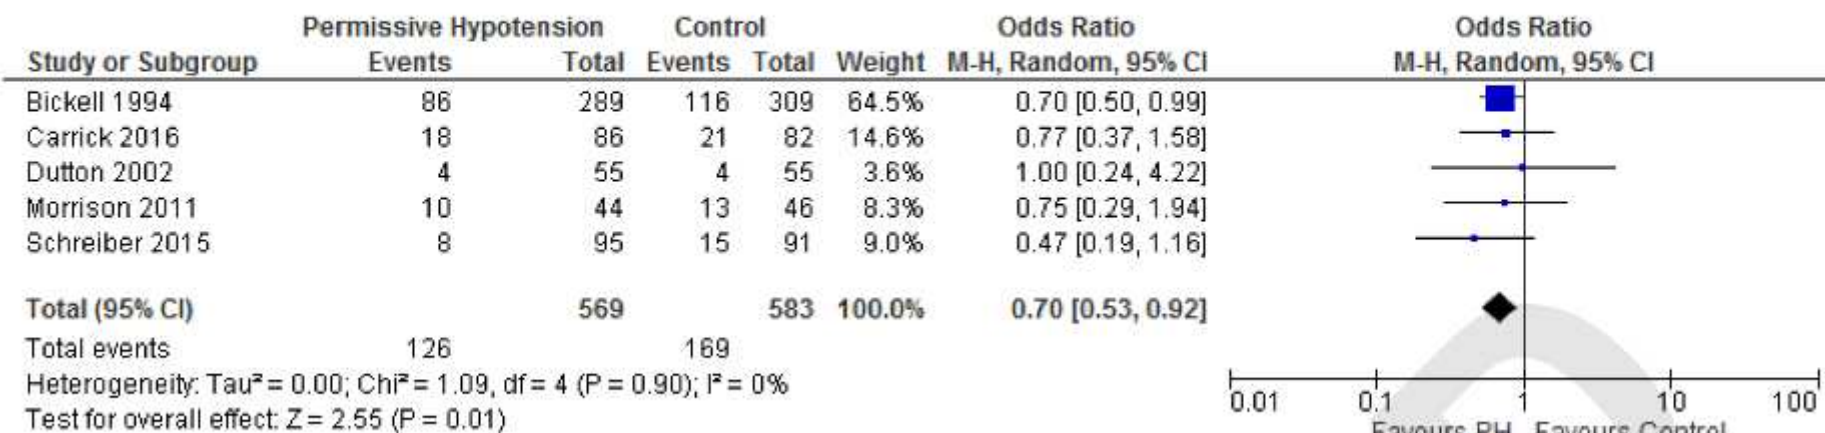 Permissive Hypotension Control Odds Ratio Odds Ratio
Study or Subgroup Events Total Events Total Weight M-H, Random, 95% CI M-H, Random, 95% CI
Bickell 1994 86 289 116 309 64.5% 0.70 [0.50, 0.99]
Carrick 2016 18 86 21 82 14.6% 0.77 [0.37, 1.58]
Dutton 2002 4 55 4 55 3.6% 1.00 [0.24, 4.22]
Morrison 2011 10 44 13 46 8.3% 0.75 [0.29, 1.94]
Schreiber 2015 8 95 15 91 9.0% 0.47 [0.19, 1.16]
Total (95% CI) 569 583 100.0% 0.70 [0.53, 0.92]
Total events 126 169
Heterogeneity: Tau² = 0.00; Chi² = 1.09, df = 4 (P = 0.90); I² = 0%
Test for overall effect: Z = 2.55 (P = 0.01)
0.01 0.1 1 10 100
Favours PH Favours Control